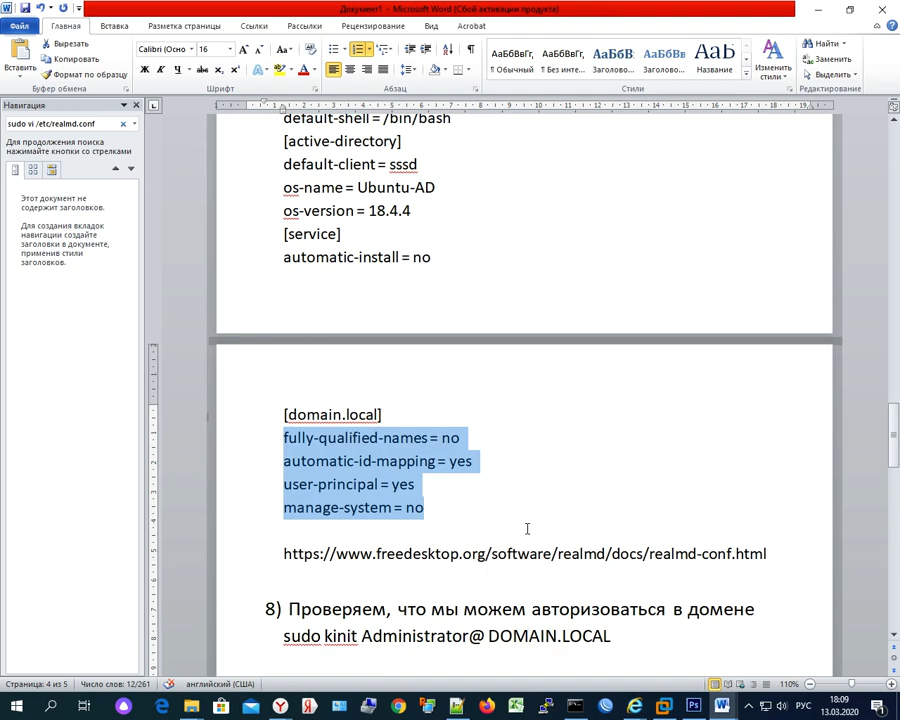 Документ1 - Microsoft Word (Сбой активации продукта)
Файл Главная Вставка Разметка страницы Ссылки Рассылки Рецензирование Вид Acrobat
Вставить
Вырезать
Копировать
Формат по образцу
Буфер обмена
Calibri (Осно 16
Шрифт
Абзац
АаБбВвГг, АаБбВвГг, АаБбВ АаБбВв АаБ
¶ Обычный ¶ Без инте... Заголово... Заголово... Название
Стили
Изменить стили
Найти
Заменить
Выделить
Редактирование
Навигация
sudo vi /etc/realmd.conf
Для продолжения поиска
нажимайте кнопки со стрелками
Этот документ не
содержит заголовков.
Для создания вкладок
навигации создайте
заголовки в документе,
применив стили
заголовков.
default-shell = /bin/bash
[active-directory]
default-client = sssd
os-name = Ubuntu-AD
os-version = 18.4.4
[service]
automatic-install = no
[domain.local]
fully-qualified-names = no
automatic-id-mapping = yes
user-principal = yes
manage-system = no
https://www.freedesktop.org/software/realmd/docs/realmd-conf.html
8) Проверяем, что мы можем авторизоваться в домене
sudo kinit Administrator@ DOMAIN.LOCAL
Страница: 4 из 5 Число слов: 12/261 английский (США) 110%
РУС
18:09
13.03.2020